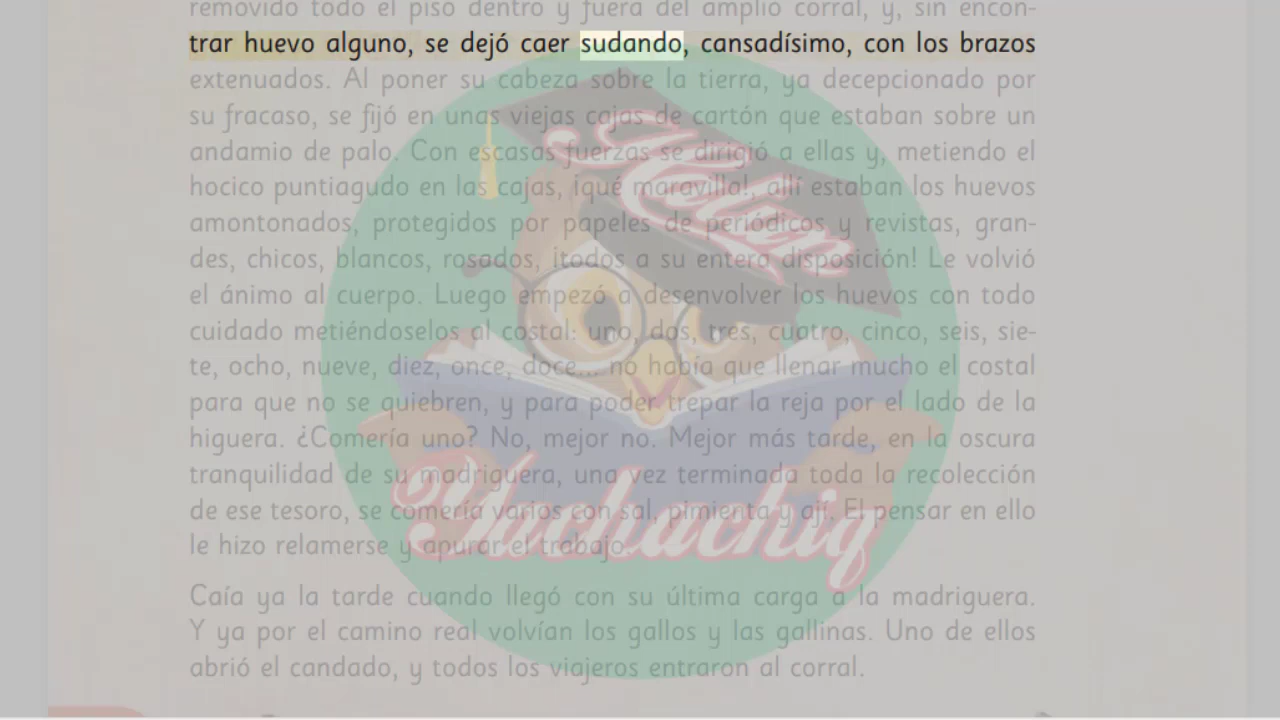 removido todo el piso dentro y fuera del amplio corral, y, sin encon-
trar huevo alguno, se dejó caer sudando, cansadísimo, con los brazos
extenuados. Al poner su cabeza sobre la tierra, ya decepcionado por
su fracaso, se fijó en unas viejas cajas de cartón que estaban sobre un
andamio de palo. Con escasas fuerzas se dirigió a ellas y, metiendo el
hocico puntiagudo en las cajas, ¡qué maravilla!, allí estaban los huevos
amontonados, protegidos por papeles de periódicos y revistas, gran-
des, chicos, blancos, rosados, ¡todos a su entera disposición! Le volvió
el ánimo al cuerpo. Luego empezó a desenvolver los huevos con todo
cuidado metiéndoselos al costal: uno, dos, tres, cuatro, cinco, seis, sie-
te, ocho, nueve, diez, once, doce... no había que llenar mucho el costal
para que no se quiebren, y para poder trepar la reja por el lado de la
higuera. ¿Comería uno? No, mejor no. Mejor más tarde, en la oscura
tranquilidad de su madriguera, una vez terminada toda la recolección
de ese tesoro, se comería varios con sal, pimienta y ají. El pensar en ello
le hizo relamerse y apurar el trabajo.
Caía ya la tarde cuando llegó con su última carga a la madriguera.
Y ya por el camino real volvían los gallos y las gallinas. Uno de ellos
abrió el candado, y todos los viajeros entraron al corral.
Yuchachiq